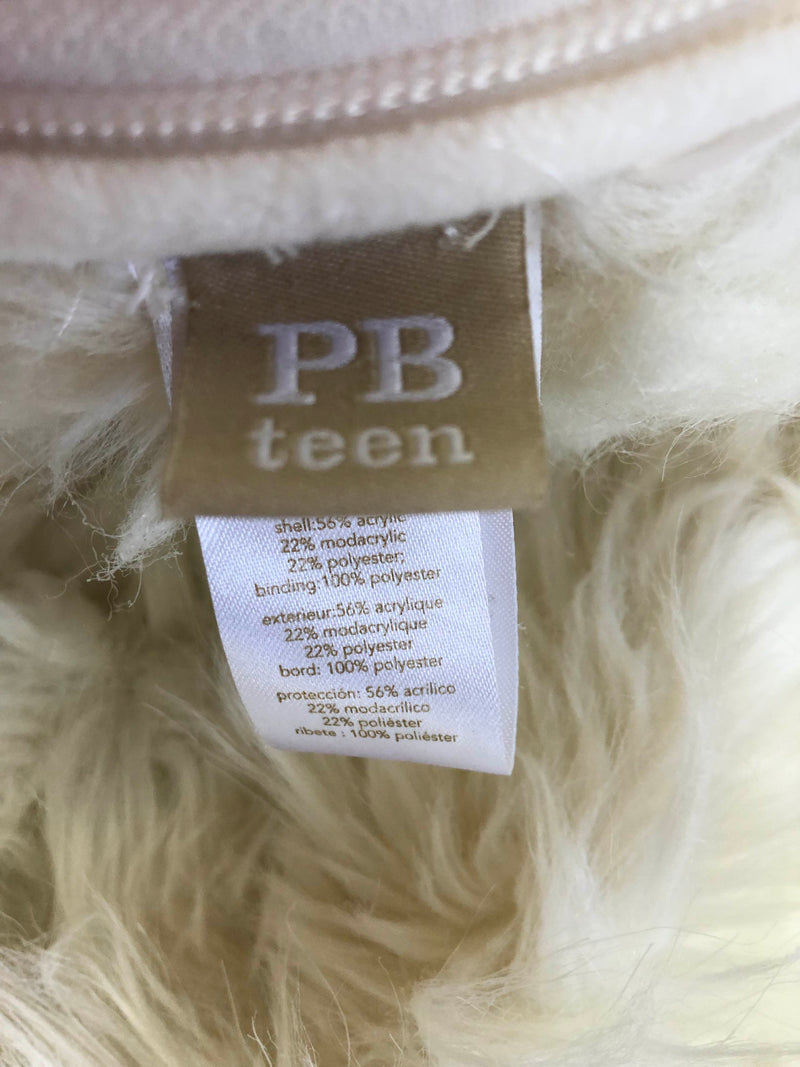 PB
teen
shell:56% acrylic
22% modacrylic
22% polyester;
binding:100% polyester
exterieur:56% acrylique
22% modacrylique
22% polyester
bord: 100% polyester
protección: 56% acrílico
22% modacrílico
22% poliéster
ribete : 100% poliéster